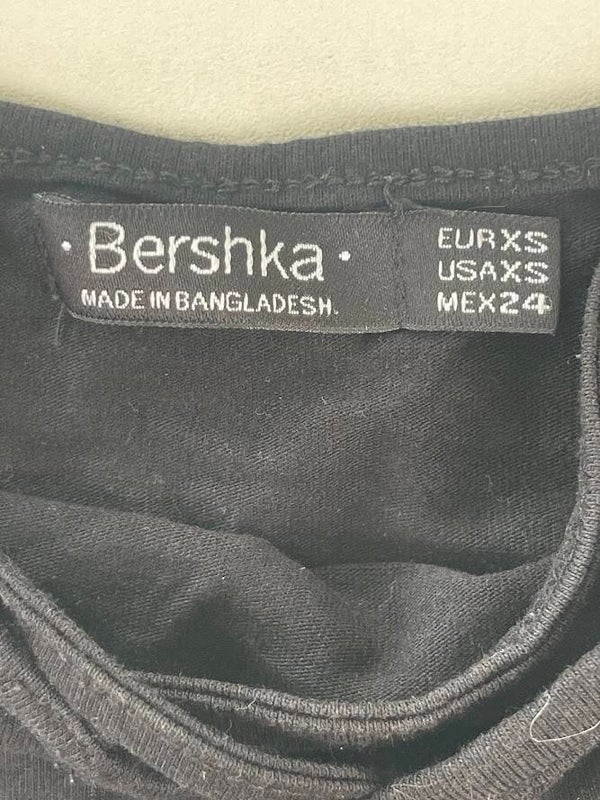 • Bershka •
MADE IN BANGLADESH.
EUR XS
USA XS
MEX 24